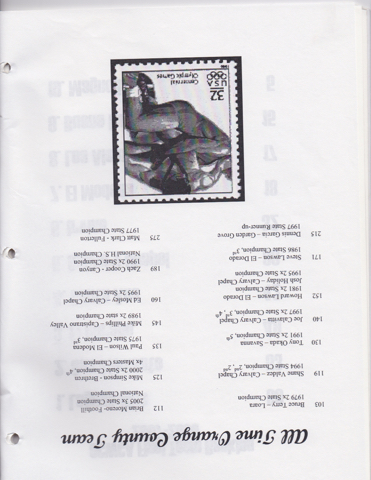 All Time Orange County Team
103 Bruce Terry – Loara
1979 2x State Champion
119 Shane Valdez – Calvary Chapel
1994 State Champion, 2nd, 2nd
130 Tony Okada – Savanna
1991 2x State Champion, 5th
140 Joe Calavitta – Calvary Chapel
1997 State Champion, 3rd, 4th
152 Howard Lawson – El Dorado
1981 2x State Champion
Josh Holiday – Calvary Chapel
1995 2x State Champion
171 Steve Lawson – El Dorado
1986 State Champion, 3rd
215 Dennis Garcia – Garden Grove
1997 State Runner-up
112 Brian Moreno – Foothill
2005 3x State Champion
National Champion
125 Mike Simpson – Servite
2000 2x State Champion, 4th
4x Masters Champion
133 Paul Wilson – El Modena
1975 State Champion, 3rd
145 Mike Phillips – Capistrano Valley
1989 2x State Champion
160 Ed Mosley – Calvary Chapel
1995 2x State Champion
189 Zack Cooper – Canyon
1990 2x State Champion
National H.S. Champion
275 Matt Clark – Fullerton
1977 State Champion
USA
32
Centennial
Olympic Games